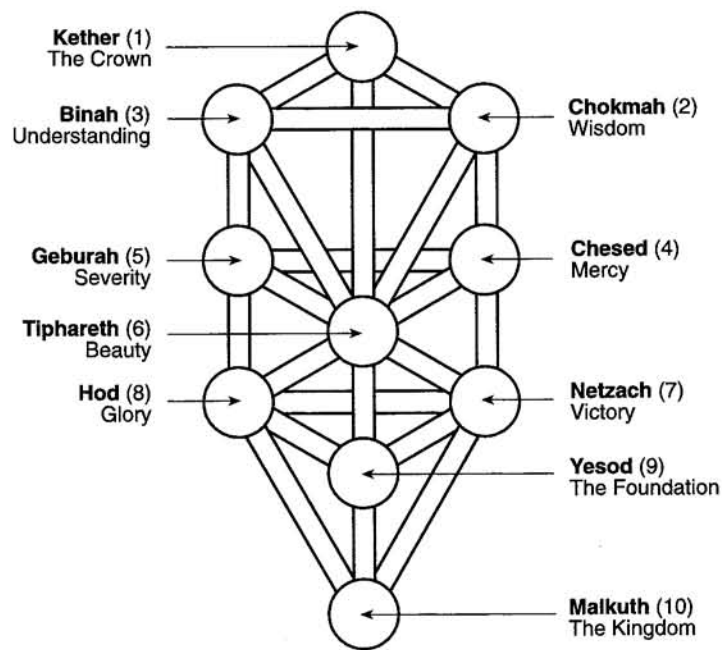 Kether (1)
The Crown
Binah (3)
Understanding
Chokmah (2)
Wisdom
Geburah (5)
Severity
Chesed (4)
Mercy
Tiphareth (6)
Beauty
Hod (8)
Glory
Netzach (7)
Victory
Yesod (9)
The Foundation
Malkuth (10)
The Kingdom